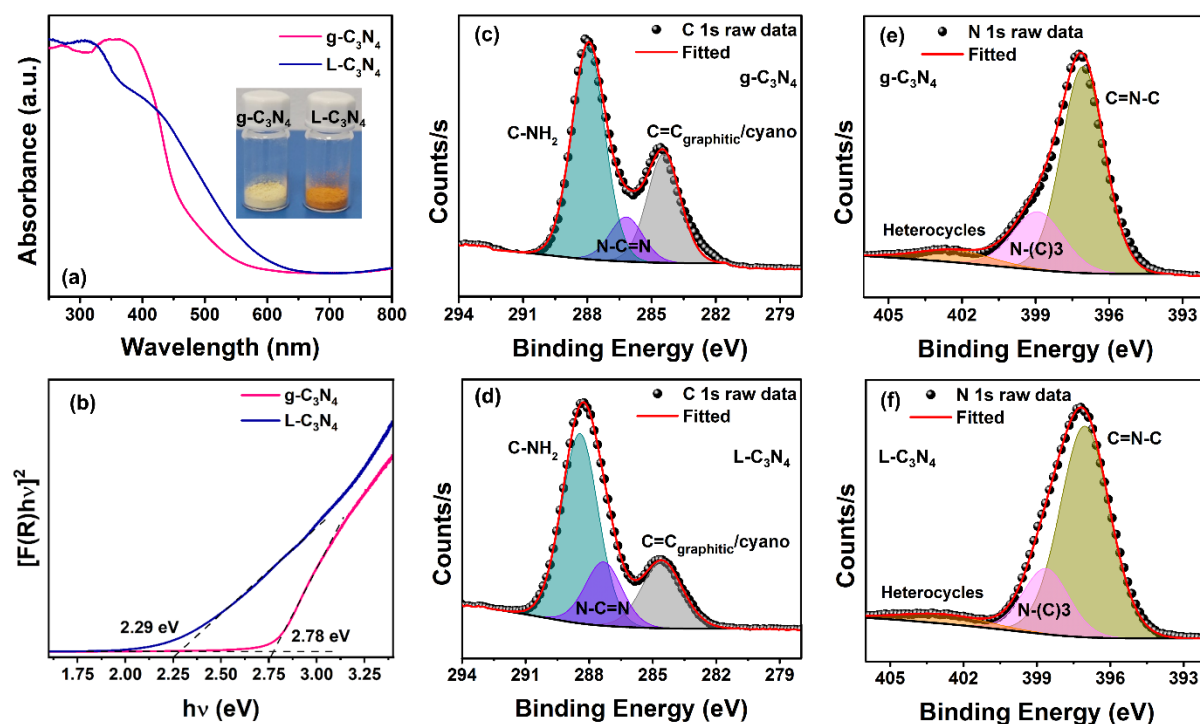 g-C₃N₄
L-C₃N₄
g-C₃N₄ L-C₃N₄
Absorbance (a.u.)
(a)
300 400 500 600 700 800
Wavelength (nm)
(b)
g-C₃N₄
L-C₃N₄
[F(R)hν]²
2.29 eV
2.78 eV
1.75 2.00 2.25 2.50 2.75 3.00 3.25
hν (eV)
(c)
C 1s raw data
Fitted
g-C₃N₄
C-NH₂
C=Cgraphitic/cyano
N-C=N
Counts/s
294 291 288 285 282 279
Binding Energy (eV)
(d)
C 1s raw data
Fitted
C-NH₂
L-C₃N₄
C=Cgraphitic/cyano
N-C=N
Counts/s
294 291 288 285 282 279
Binding Energy (eV)
(e)
N 1s raw data
Fitted
g-C₃N₄
C=N-C
Heterocycles
N-(C)3
Counts/s
405 402 399 396 393
Binding Energy (eV)
(f)
N 1s raw data
Fitted
L-C₃N₄
C=N-C
Heterocycles
N-(C)3
Counts/s
405 402 399 396 393
Binding Energy (eV)